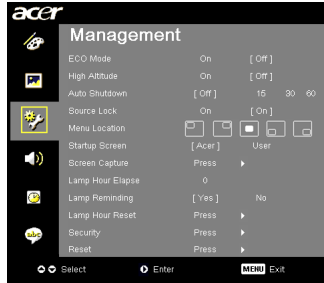 acer
Management
ECO Mode On [ Off ]
High Altitude On [ Off ]
Auto Shutdown [ Off ] 15 30 60
Source Lock On [ On ]
Menu Location
Startup Screen [ Acer ] User
Screen Capture Press
Lamp Hour Elapse 0
Lamp Reminding [ Yes ] No
Lamp Hour Reset Press
Security Press
abc
Reset Press
Select Enter MENU Exit